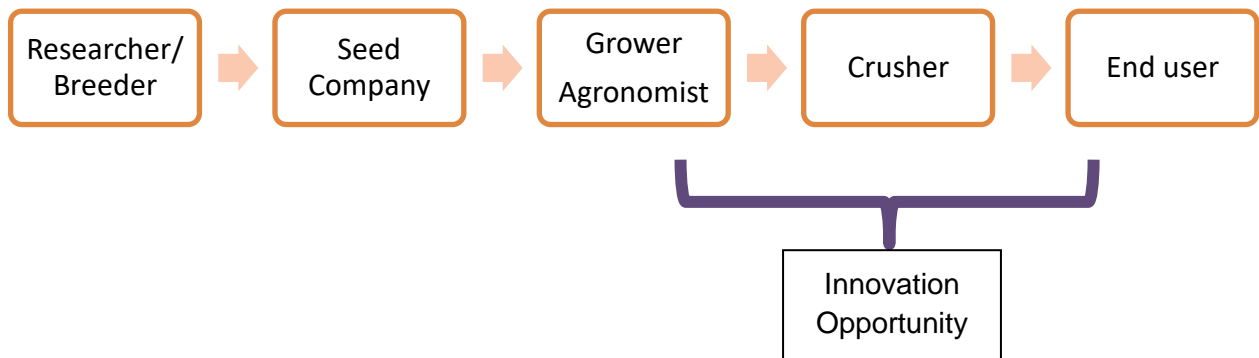 Researcher/
Breeder
Seed
Company
Grower
Agronomist
Crusher
End user
Innovation
Opportunity